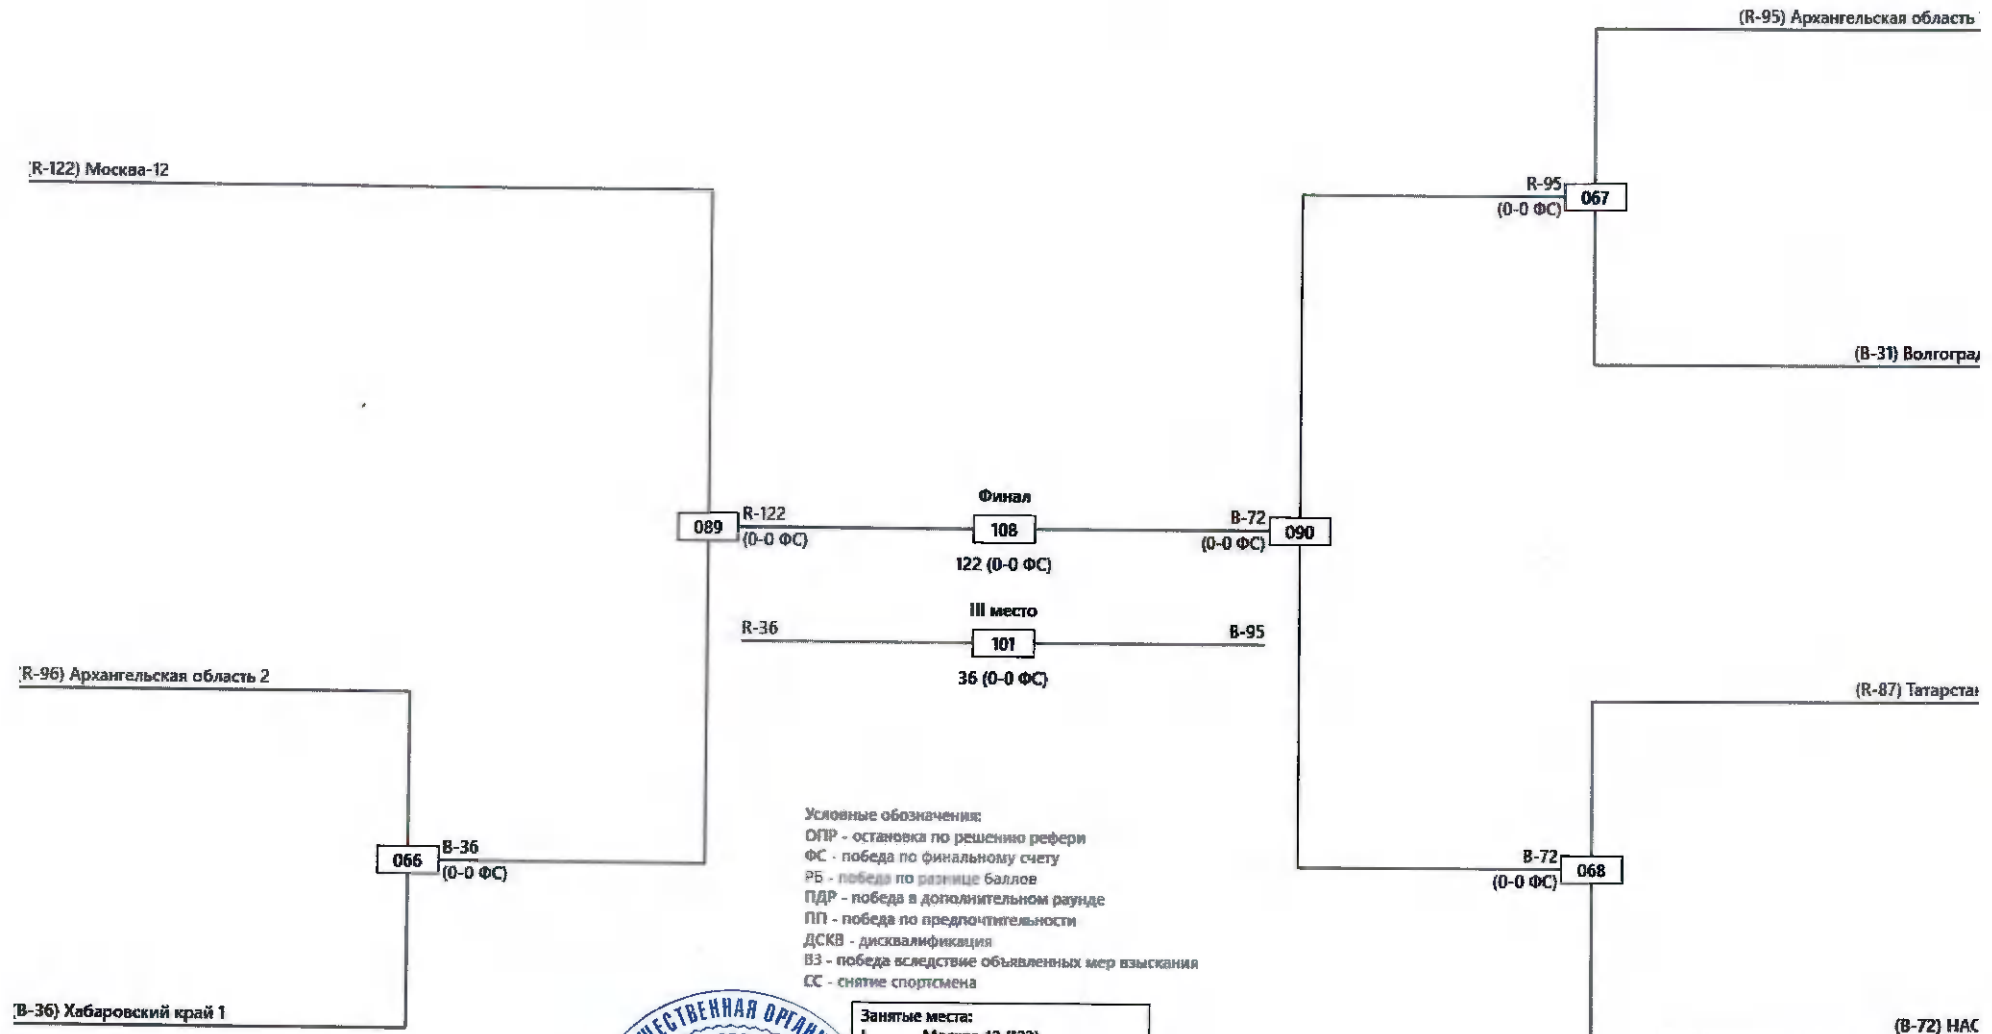 (R-95) Архангельская область
R-122) Москва-12
R-95
067
(0-0 ФС)
(B-31) Волгоград
Финал
089
R-122
(0-0 ФС)
108
B-72
(0-0 ФС)
090
122 (0-0 ФС)
III место
R-36
101
B-95
36 (0-0 ФС)
R-96) Архангельская область 2
(R-87) Татарстан
066
B-36
(0-0 ФС)
B-72
(0-0 ФС)
068
Условные обозначения:
ОПР - остановка по решению рефери
ФС - победа по финальному счету
РБ - победа по разнице баллов
ПДР - победа в дополнительном раунде
ПП - победа по предпочтительности
ДСКВ - дисквалификация
ВЗ - победа вследствие объявленных мер взыскания
СС - снятие спортсмена
B-36) Хабаровский край 1
Занятые места:
Москва-12 (122)
(B-72) НАС